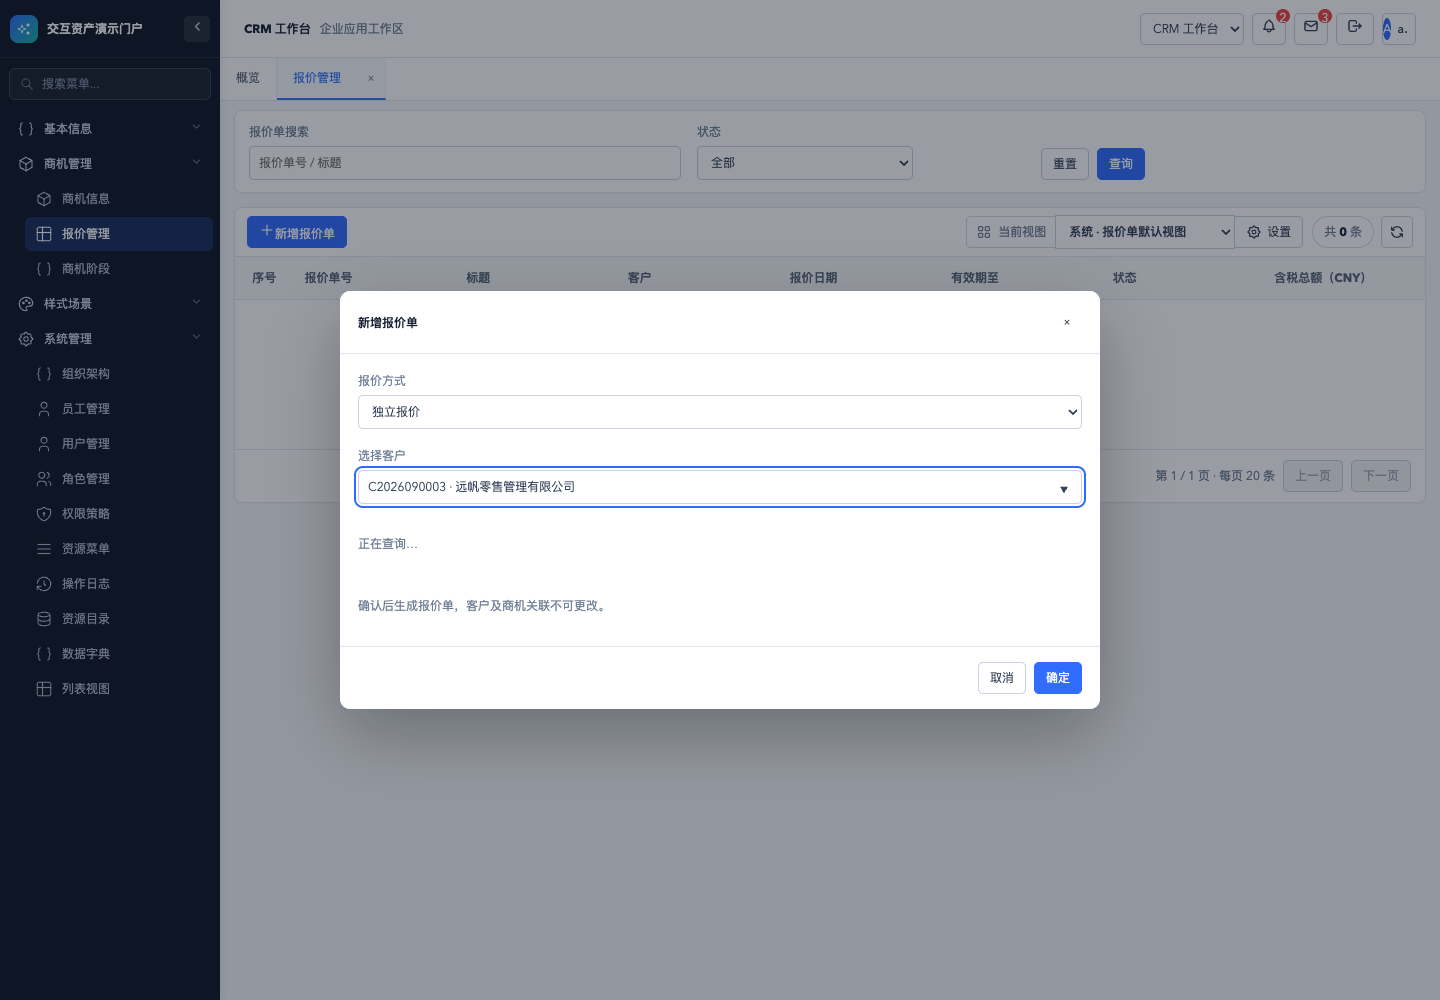 交互资产演示门户
搜索菜单...
基本信息
商机管理
商机信息
报价管理
商机阶段
样式场景
系统管理
组织架构
员工管理
用户管理
角色管理
权限策略
资源菜单
操作日志
资源目录
数据字典
列表视图
CRM 工作台 企业应用工作区
CRM 工作台
2
3
A a.
概览
报价管理 ×
报价单搜索
报价单号 / 标题
状态
全部
重置
查询
新增报价单
当前视图
系统 · 报价单默认视图
设置
共 0 条
序号 报价单号 标题 客户 报价日期 有效期至 状态 含税总额（CNY）
第 1 / 1 页 · 每页 20 条
上一页
下一页
新增报价单
×
报价方式
独立报价
选择客户
C2026090003 · 远帆零售管理有限公司
正在查询...
确认后生成报价单，客户及商机关联不可更改。
取消
确定